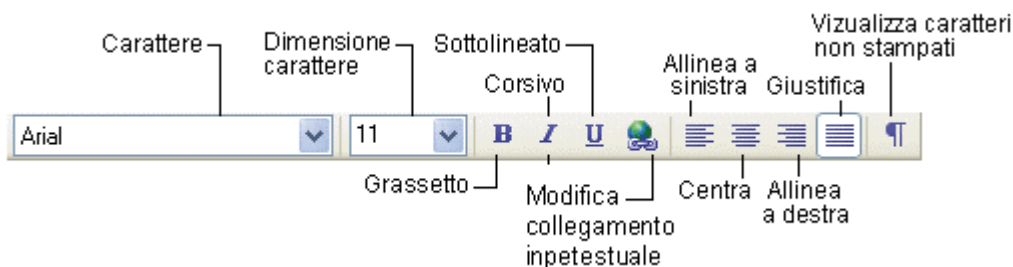 Vizualizza caratteri
non stampati
Carattere
Dimensione
carattere
Sottolineato
Corsivo
Allinea a
sinistra
Giustifica
Arial
11
B I U
¶
Grassetto
Modifica
collegamento
inpetestuale
Centra
Allinea
a destra